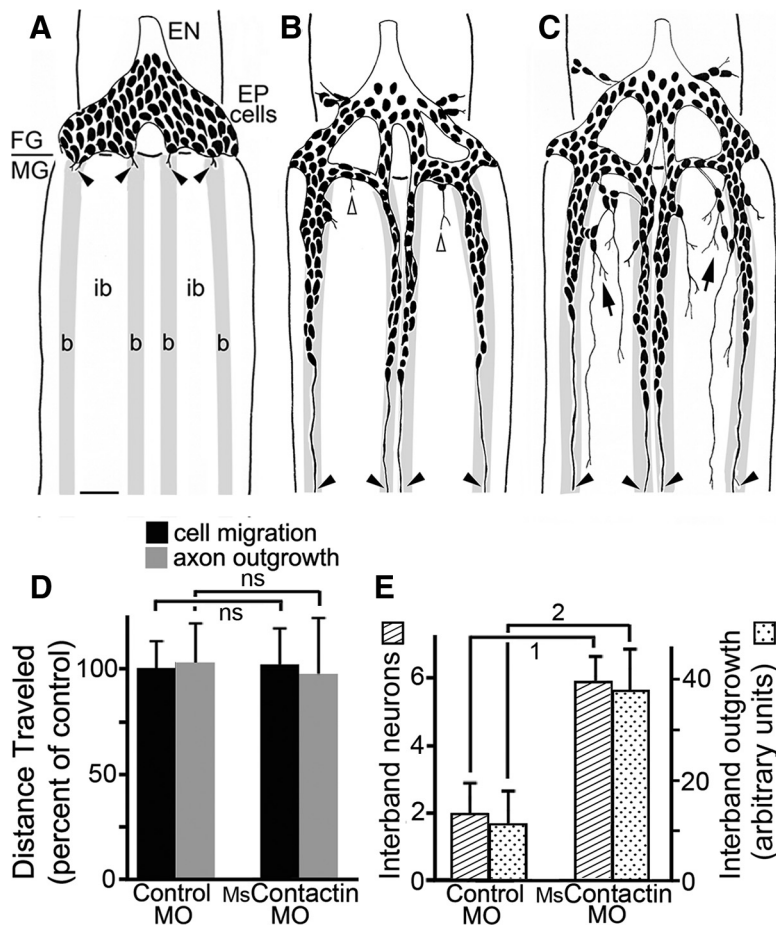 A
EN
EP
cells
FG
MG
ib
ib
b
b
b
b
B
C
cell migration
axon outgrowth
D
ns
ns
Distance Traveled
(percent of control)
100
50
0
Control
MO
MsContactin
MO
E
2
1
Interband neurons
6
4
2
0
40
20
0
Interband outgrowth
(arbitrary units)
Control
MO
MsContactin
MO